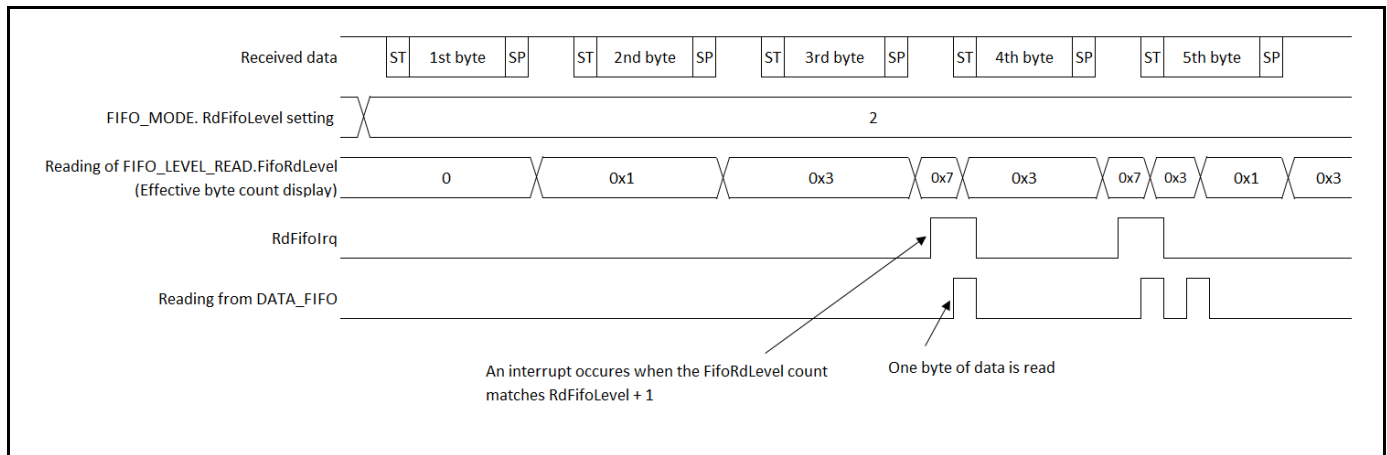 Received data
ST 1st byte SP ST 2nd byte SP ST 3rd byte SP ST 4th byte SP ST 5th byte SP
FIFO_MODE. RdFifoLevel setting
2
Reading of FIFO_LEVEL_READ.FifoRdLevel
(Effective byte count display)
0 0x1 0x3 0x7 0x3 0x7 0x3 0x1 0x3
RdFifoIrq
Reading from DATA_FIFO
An interrupt occures when the FifoRdLevel count
matches RdFifoLevel + 1
One byte of data is read